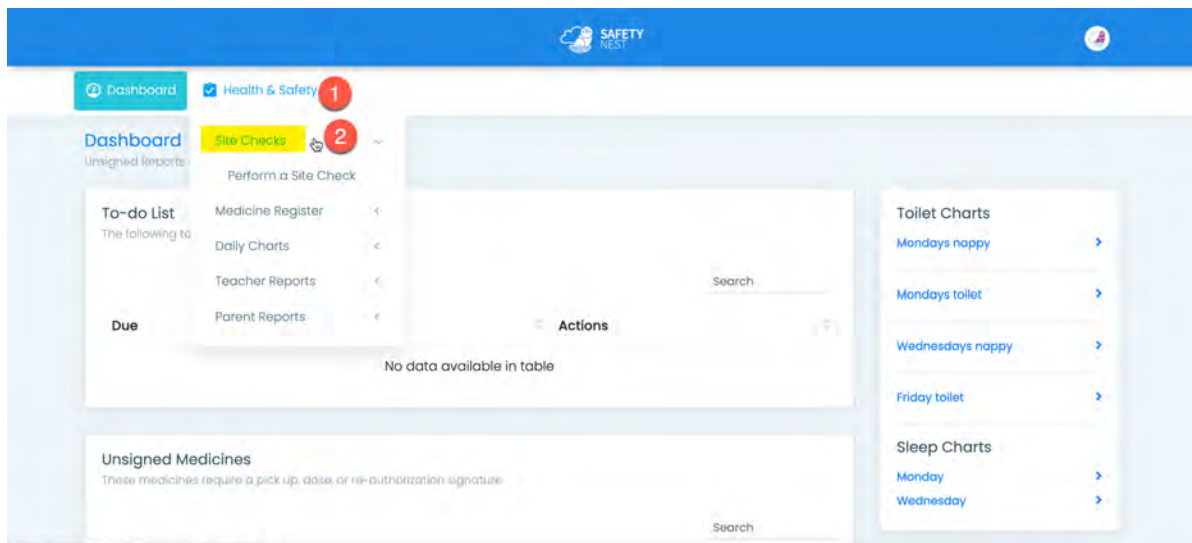 SAFETY
NEST
Dashboard
Health & Safety
1
Dashboard
Unsigned Reports
Site Checks
2
Perform a Site Check
Medicine Register
Daily Charts
Teacher Reports
Parent Reports
To-do List
The following
Search
Due
Actions
No data available in table
Unsigned Medicines
These medicines require a pick up, dose, or re-authorization signature
Search
Toilet Charts
Mondays nappy
Mondays toilet
Wednesdays nappy
Friday toilet
Sleep Charts
Monday
Wednesday